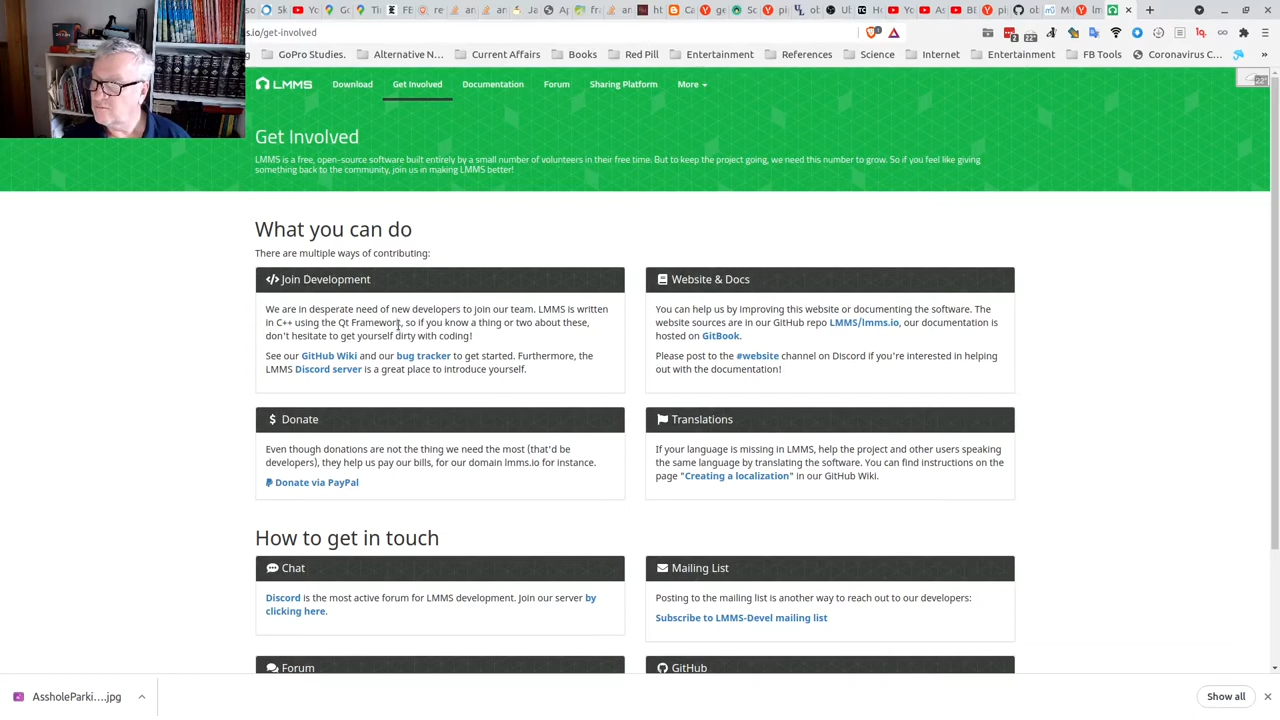 s.io/get-involved
GoPro Studies.
Alternative N...
Current Affairs
Books
Red Pill
Entertainment
References
Science
Internet
Entertainment
FB Tools
Coronavirus C...
LMMS
Download
Get Involved
Documentation
Forum
Sharing Platform
More
Get Involved
LMMS is a free, open-source software built entirely by a small number of volunteers in their free time. But to keep the project going, we need this number to grow. So if you feel like giving
something back to the community, join us in making LMMS better!
What you can do
There are multiple ways of contributing:
Join Development
We are in desperate need of new developers to join our team. LMMS is written
in C++ using the Qt Framework, so if you know a thing or two about these,
don't hesitate to get yourself dirty with coding!
See our GitHub Wiki and our bug tracker to get started. Furthermore, the
LMMS Discord server is a great place to introduce yourself.
Website & Docs
You can help us by improving this website or documenting the software. The
website sources are in our GitHub repo LMMS/lmms.io, our documentation is
hosted on GitBook.
Please post to the #website channel on Discord if you're interested in helping
out with the documentation!
Donate
Even though donations are not the thing we need the most (that'd be
developers), they help us pay our bills, for our domain lmms.io for instance.
Donate via PayPal
Translations
If your language is missing in LMMS, help the project and other users speaking
the same language by translating the software. You can find instructions on the
page "Creating a localization" in our GitHub Wiki.
How to get in touch
Chat
Discord is the most active forum for LMMS development. Join our server by
clicking here.
Mailing List
Posting to the mailing list is another way to reach out to our developers:
Subscribe to LMMS-Devel mailing list
Forum
GitHub
AssholeParki....jpg
Show all